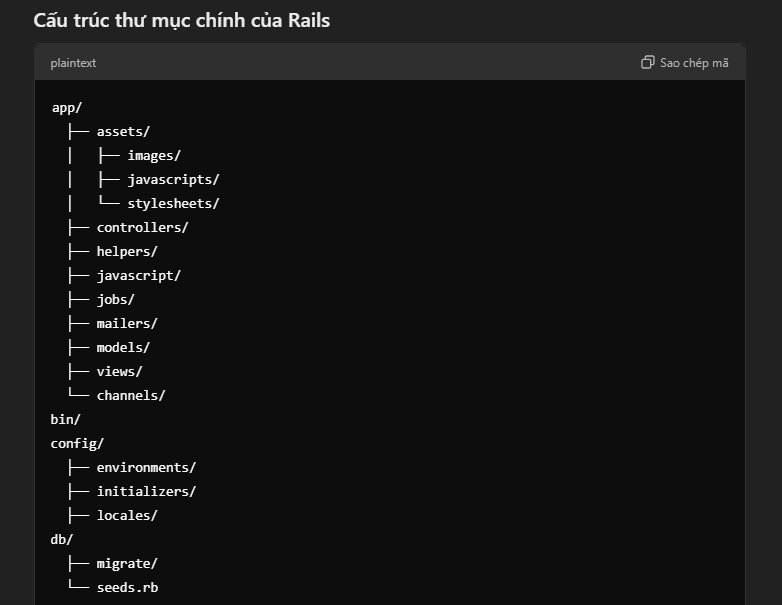 Cấu trúc thư mục chính của Rails
plaintext Sao chép mã
app/
├── assets/
│   ├── images/
│   ├── javascripts/
│   └── stylesheets/
├── controllers/
├── helpers/
├── javascript/
├── jobs/
├── mailers/
├── models/
├── views/
└── channels/
bin/
config/
├── environments/
├── initializers/
├── locales/
db/
├── migrate/
└── seeds.rb